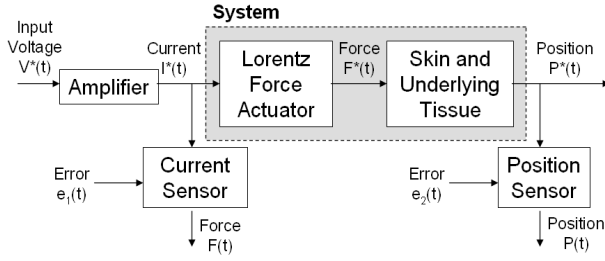 System
Input
Voltage
V*(t)
Amplifier
Current
I*(t)
Lorentz
Force
Actuator
Force
F*(t)
Skin and
Underlying
Tissue
Position
P*(t)
Error
e1(t)
Current
Sensor
Force
F(t)
Error
e2(t)
Position
Sensor
Position
P(t)